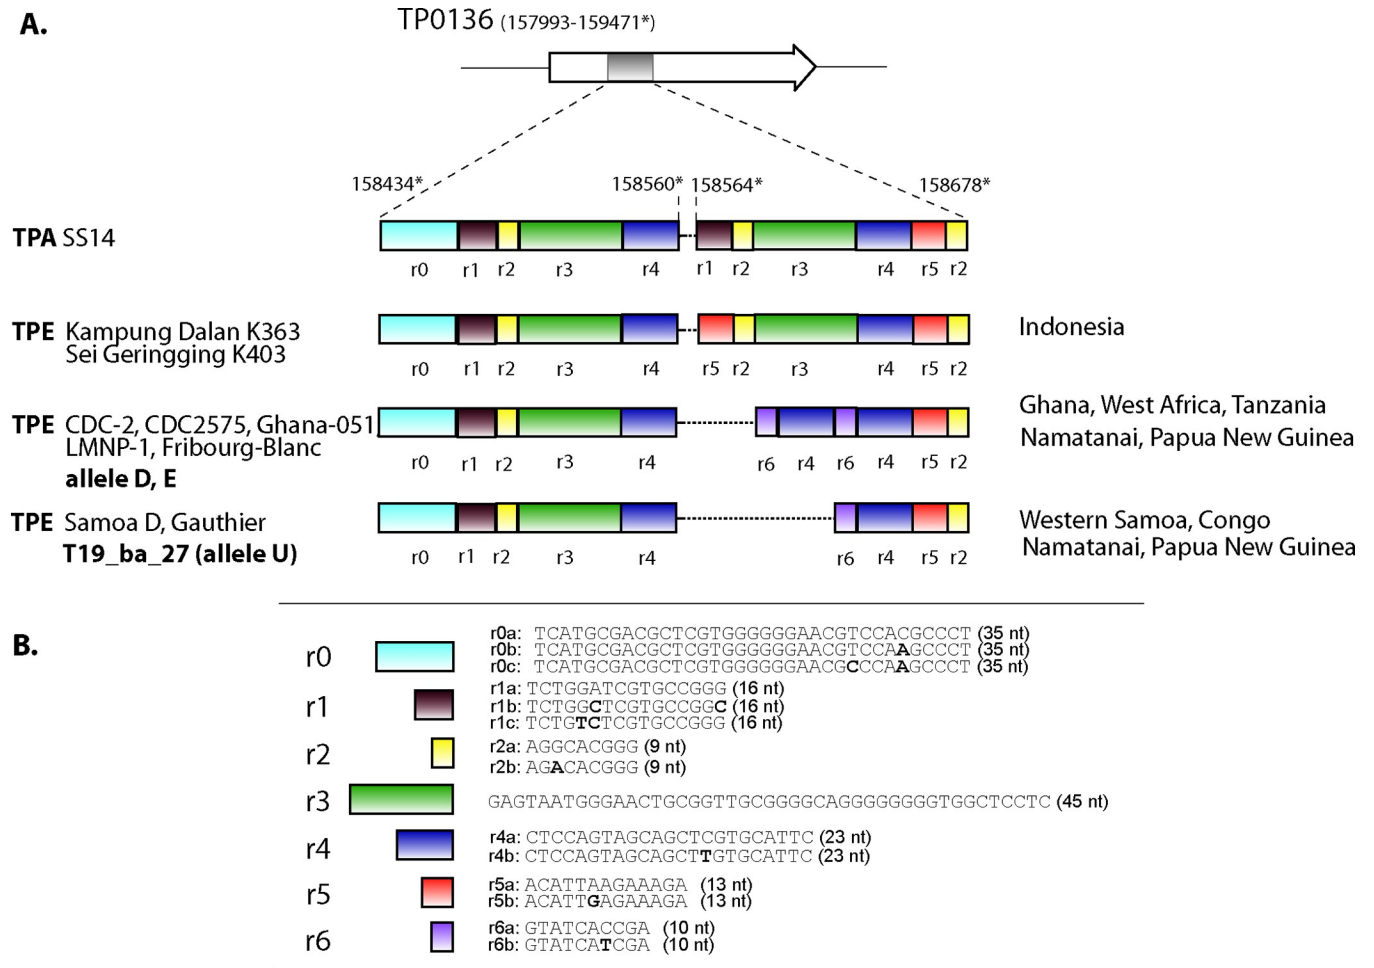 A.
TP0136 (157993-159471*)
158434* 158560* 158564* 158678*
TPA SS14
r0 r1 r2 r3 r4 r1 r2 r3 r4 r5 r2
TPE Kampung Dalan K363
Sei Geringging K403
Indonesia
r0 r1 r2 r3 r4 r5 r2 r3 r4 r5 r2
TPE CDC-2, CDC2575, Ghana-051
LMNP-1, Fribourg-Blanc
allele D, E
Ghana, West Africa, Tanzania
Namatanai, Papua New Guinea
r0 r1 r2 r3 r4 r6 r4 r6 r4 r5 r2
TPE Samoa D, Gauthier
T19_ba_27 (allele U)
Western Samoa, Congo
Namatanai, Papua New Guinea
r0 r1 r2 r3 r4 r6 r4 r5 r2
B.
r0
r0a: TCATGCGACGCTCGTGGGGGGAACGTCCACGCCCT (35 nt)
r0b: TCATGCGACGCTCGTGGGGGGAACGTCCAAGCCCT (35 nt)
r0c: TCATGCGACGCTCGTGGGGGGAACGCCCAAGCCCT (35 nt)
r1
r1a: TCTGGATCGTGCCGGG (16 nt)
r1b: TCTGGCTCGTGCCGGC (16 nt)
r1c: TCTGTCTCGTGCCGGG (16 nt)
r2
r2a: AGGCACGGG (9 nt)
r2b: AGACACGGG (9 nt)
r3
GAGTAATGGGAACTGCGGTTGCGGGGCAGGGGGGGGTGGCTCCTC (45 nt)
r4
r4a: CTCCAGTAGCAGCTCGTGCATTC (23 nt)
r4b: CTCCAGTAGCAGCTTGTGCATTC (23 nt)
r5
r5a: ACATTAAGAAAGA (13 nt)
r5b: ACATTGAGAAAGA (13 nt)
r6
r6a: GTATCACCGA (10 nt)
r6b: GTATCATCGA (10 nt)